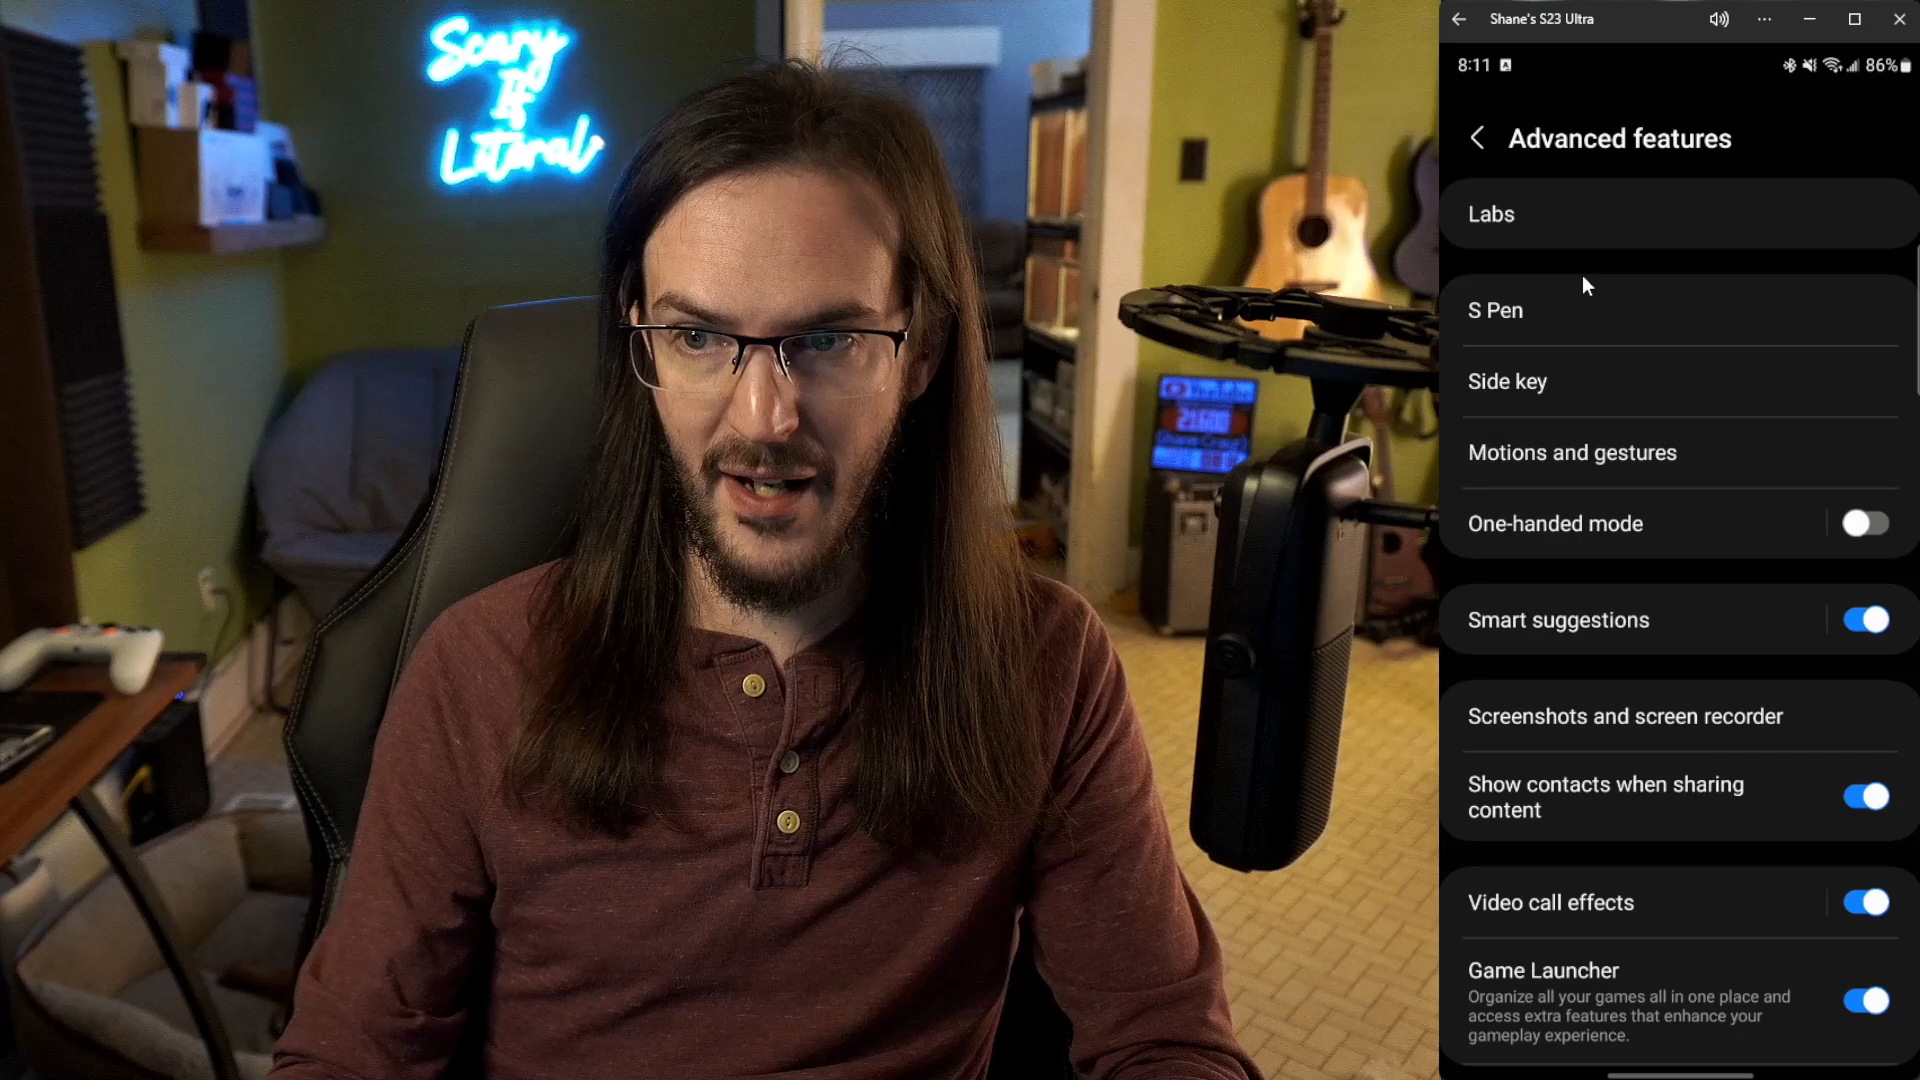 Scary
If
Literal
21600
Shane's S23 Ultra
8:11
86%
Advanced features
Labs
S Pen
Side key
Motions and gestures
One-handed mode
Smart suggestions
Screenshots and screen recorder
Show contacts when sharing
content
Video call effects
Game Launcher
Organize all your games all in one place and
access extra features that enhance your
gameplay experience.